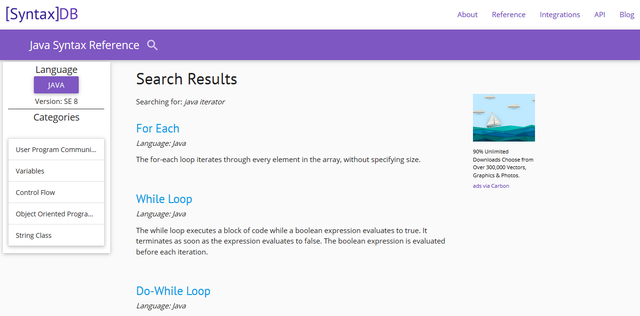 [Syntax]DB
About
Reference
Integrations
API
Blog
Java Syntax Reference
Language
JAVA
Version: SE 8
Categories
User Program Communi...
Variables
Control Flow
Object Oriented Progra...
String Class
Search Results
Searching for: java iterator
For Each
Language: Java
The for-each loop iterates through every element in the array, without specifying size.
While Loop
Language: Java
The while loop executes a block of code while a boolean expression evaluates to true. It
terminates as soon as the expression evaluates to false. The boolean expression is evaluated
before each iteration.
Do-While Loop
Language: Java
90% Unlimited
Downloads Choose from
Over 300,000 Vectors,
Graphics & Photos.
ads via Carbon